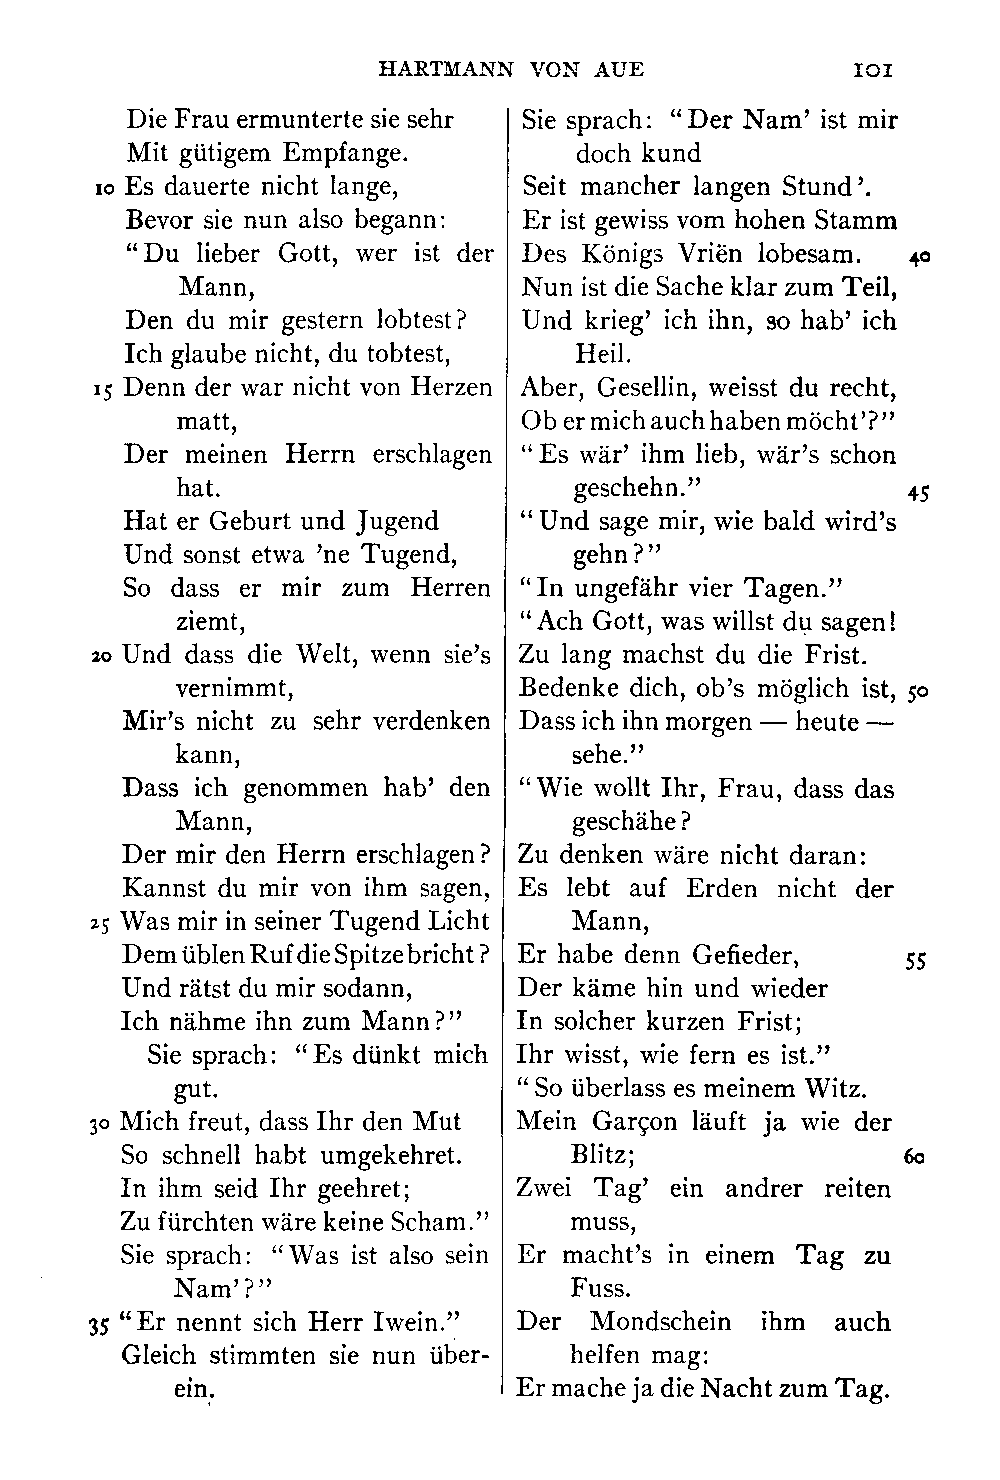 HARTMANN VON AUE 101
Die Frau ermunterte sie sehr
Mit gütigem Empfange.
10 Es dauerte nicht lange,
Bevor sie nun also begann:
“Du lieber Gott, wer ist der
Mann,
Den du mir gestern lobtest?
Ich glaube nicht, du tobtest,
15 Denn der war nicht von Herzen
matt,
Der meinen Herrn erschlagen
hat.
Hat er Geburt und Jugend
Und sonst etwa ’ne Tugend,
So dass er mir zum Herren
ziemt,
20 Und dass die Welt, wenn sie’s
vernimmt,
Mir’s nicht zu sehr verdenken
kann,
Dass ich genommen hab’ den
Mann,
Der mir den Herrn erschlagen?
Kannst du mir von ihm sagen,
25 Was mir in seiner Tugend Licht
Dem üblen Ruf die Spitze bricht?
Und rätst du mir sodann,
Ich nähme ihn zum Mann?”
Sie sprach: “Es dünkt mich
gut.
30 Mich freut, dass Ihr den Mut
So schnell habt umgekehret.
In ihm seid Ihr geehret;
Zu fürchten wäre keine Scham.”
Sie sprach: “Was ist also sein
Nam’?”
35 “Er nennt sich Herr Iwein.”
Gleich stimmten sie nun über-
ein.
Sie sprach: “Der Nam’ ist mir
doch kund
Seit mancher langen Stund’.
Er ist gewiss vom hohen Stamm
Des Königs Vriën lobesam. 40
Nun ist die Sache klar zum Teil,
Und krieg’ ich ihn, so hab’ ich
Heil.
Aber, Gesellin, weisst du recht,
Ob er mich auch haben möcht’?”
“Es wär’ ihm lieb, wär’s schon
geschehn.” 45
“Und sage mir, wie bald wird’s
gehn?”
“In ungefähr vier Tagen.”
“Ach Gott, was willst du sagen!
Zu lang machst du die Frist.
Bedenke dich, ob’s möglich ist, 50
Dass ich ihn morgen — heute —
sehe.”
“Wie wollt Ihr, Frau, dass das
geschähe?
Zu denken wäre nicht daran:
Es lebt auf Erden nicht der
Mann,
Er habe denn Gefieder, 55
Der käme hin und wieder
In solcher kurzen Frist;
Ihr wisst, wie fern es ist.”
“So überlass es meinem Witz.
Mein Garçon läuft ja wie der
Blitz; 60
Zwei Tag’ ein andrer reiten
muss,
Er macht’s in einem Tag zu
Fuss.
Der Mondschein ihm auch
helfen mag:
Er mache ja die Nacht zum Tag.